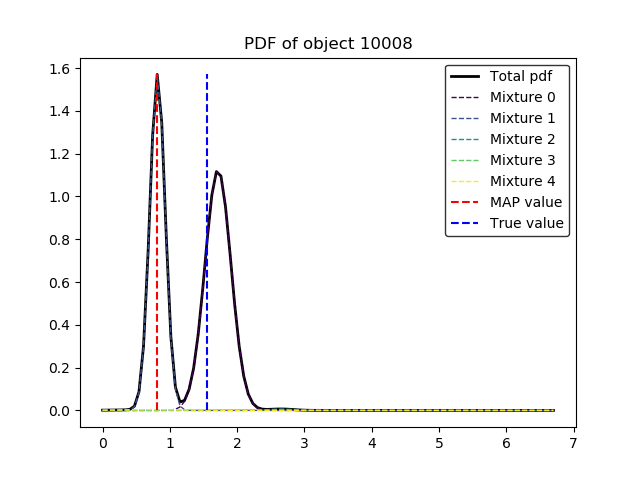 PDF of object 10008
1.6
1.4
1.2
1.0
0.8
0.6
0.4
0.2
0.0
0 1 2 3 4 5 6 7
Total pdf
Mixture 0
Mixture 1
Mixture 2
Mixture 3
Mixture 4
MAP value
True value